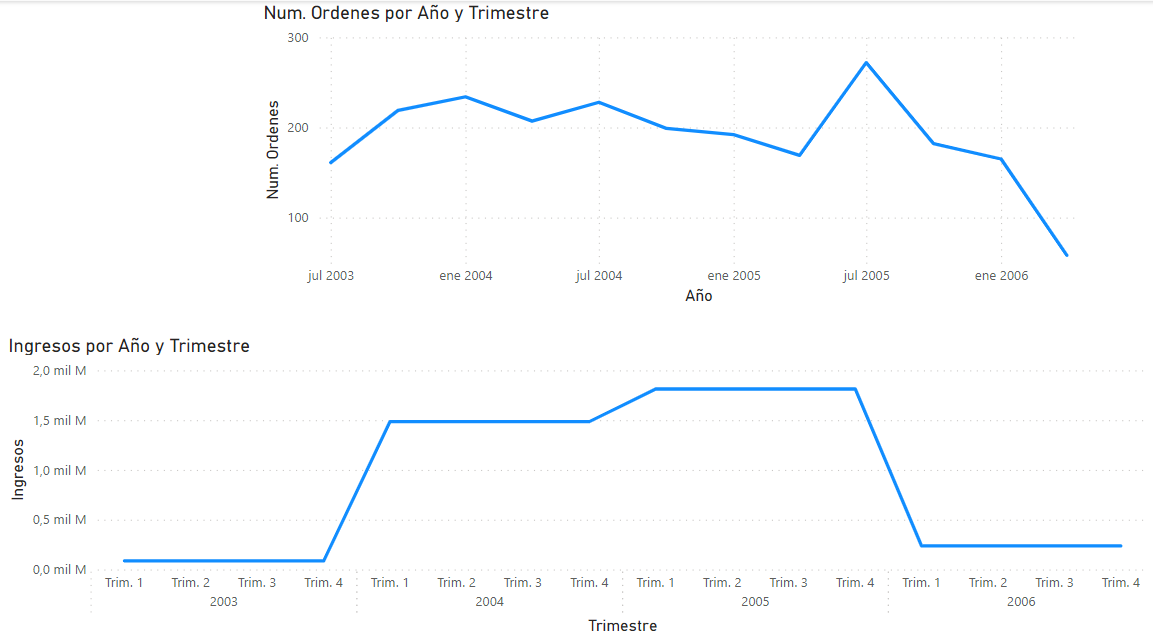 Num. Ordenes por Año y Trimestre
300
200
100
Num. Ordenes
jul 2003 ene 2004 jul 2004 ene 2005 jul 2005 ene 2006
Año
Ingresos por Año y Trimestre
2,0 mil M
1,5 mil M
1,0 mil M
0,5 mil M
0,0 mil M
Ingresos
Trim. 1 Trim. 2 Trim. 3 Trim. 4 Trim. 1 Trim. 2 Trim. 3 Trim. 4 Trim. 1 Trim. 2 Trim. 3 Trim. 4 Trim. 1 Trim. 2 Trim. 3 Trim. 4
2003 2004 2005 2006
Trimestre